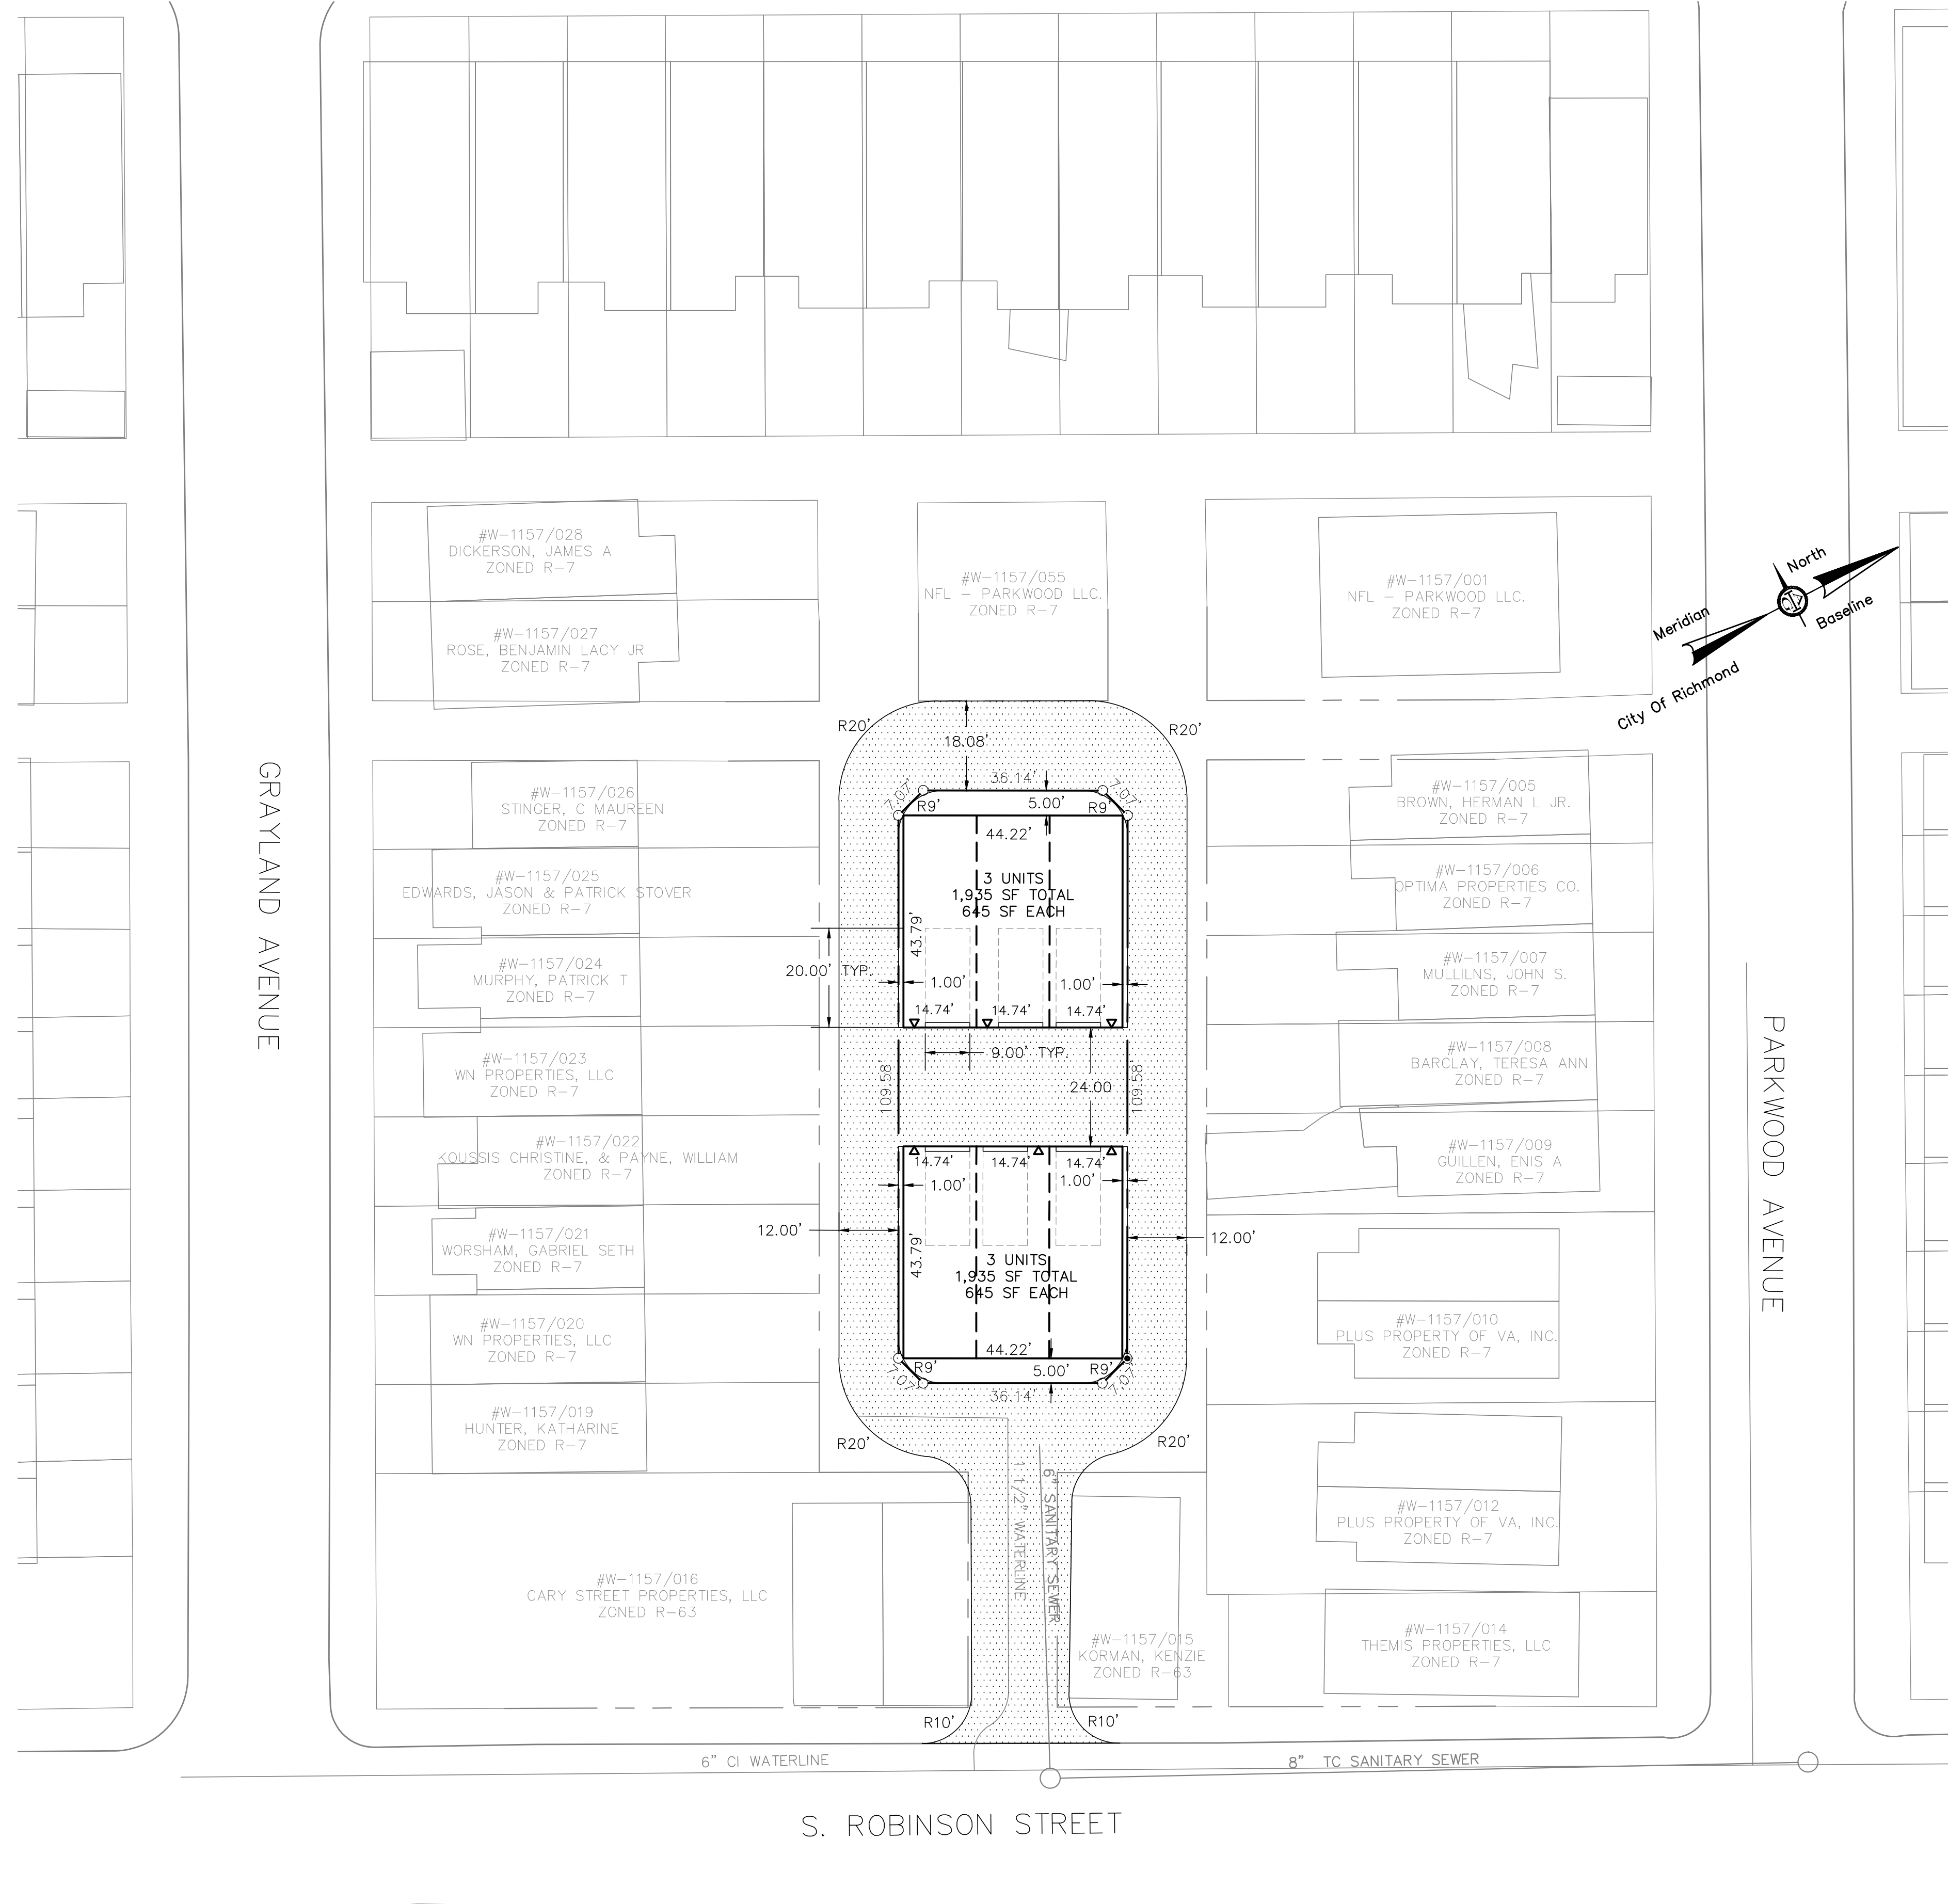 #W-1157/028
DICKERSON, JAMES A
ZONED R-7
#W-1157/027
ROSE, BENJAMIN LACY JR
ZONED R-7
#W-1157/055
NFL - PARKWOOD LLC.
ZONED R-7
#W-1157/001
NFL - PARKWOOD LLC.
ZONED R-7
North
Meridian
Baseline
City Of Richmond
GRAYLAND AVENUE
PARKWOOD AVENUE
#W-1157/026
STINGER, C MAUREEN
ZONED R-7
#W-1157/025
EDWARDS, JASON & PATRICK STOVER
ZONED R-7
#W-1157/024
MURPHY, PATRICK T
ZONED R-7
#W-1157/023
WN PROPERTIES, LLC
ZONED R-7
#W-1157/022
KOUSSIS CHRISTINE, & PAYNE, WILLIAM
ZONED R-7
#W-1157/021
WORSHAM, GABRIEL SETH
ZONED R-7
#W-1157/020
WN PROPERTIES, LLC
ZONED R-7
#W-1157/019
HUNTER, KATHARINE
ZONED R-7
#W-1157/016
CARY STREET PROPERTIES, LLC
ZONED R-63
R20'
R20'
18.08'
36.14'
7.07'
7.07'
R9'
5.00'
R9'
44.22'
3 UNITS
1,935 SF TOTAL
645 SF EACH
43.79'
20.00' TYP.
1.00'
1.00'
14.74'
14.74'
14.74'
9.00' TYP.
109.58'
24.00
109.58'
14.74'
14.74'
14.74'
1.00'
1.00'
12.00'
12.00'
43.79'
3 UNITS
1,935 SF TOTAL
645 SF EACH
44.22'
R9'
5.00'
R9'
7.07'
7.07'
36.14'
R20'
R20'
1 1/2" WATERLINE
6" SANITARY SEWER
#W-1157/005
BROWN, HERMAN L JR.
ZONED R-7
#W-1157/006
OPTIMA PROPERTIES CO.
ZONED R-7
#W-1157/007
MULLILNS, JOHN S.
ZONED R-7
#W-1157/008
BARCLAY, TERESA ANN
ZONED R-7
#W-1157/009
GUILLEN, ENIS A
ZONED R-7
#W-1157/010
PLUS PROPERTY OF VA, INC.
ZONED R-7
#W-1157/012
PLUS PROPERTY OF VA, INC.
ZONED R-7
#W-1157/015
KORMAN, KENZIE
ZONED R-63
#W-1157/014
THEMIS PROPERTIES, LLC
ZONED R-7
R10'
R10'
6" CI WATERLINE
8" TC SANITARY SEWER
S. ROBINSON STREET